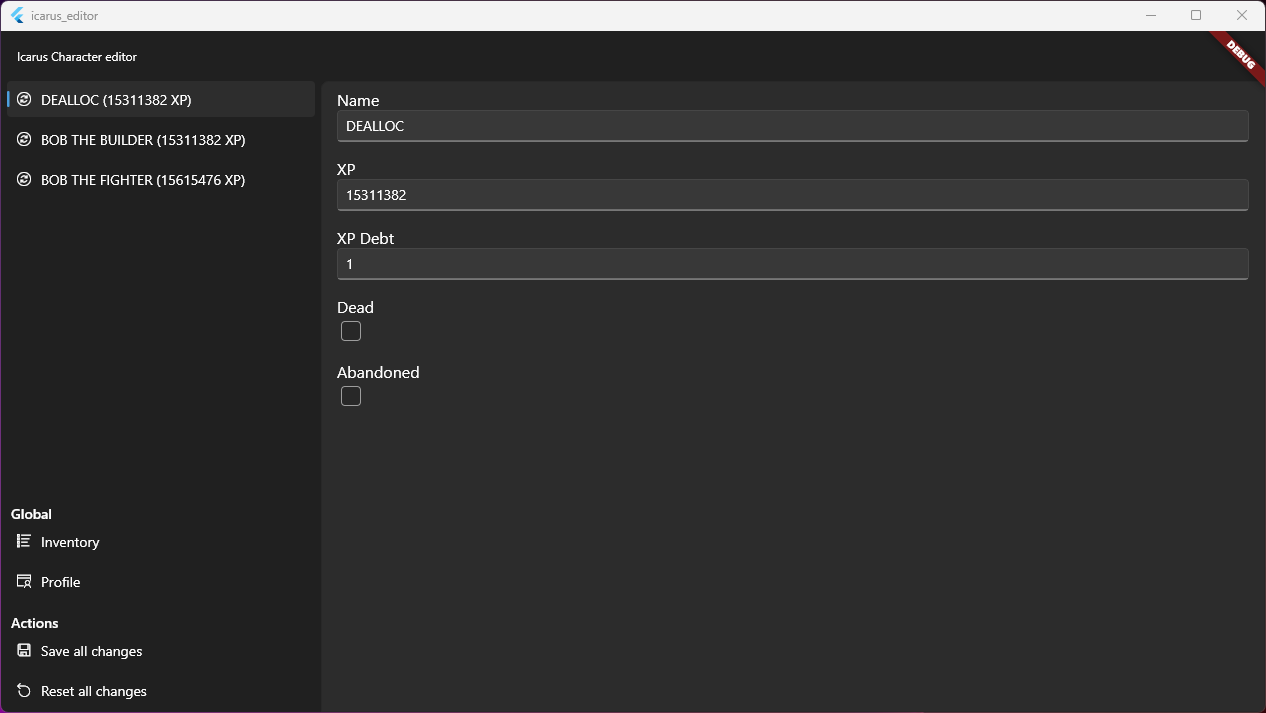 icarus_editor
Icarus Character editor
DEBUG
DEALLOC (15311382 XP)
BOB THE BUILDER (15311382 XP)
BOB THE FIGHTER (15615476 XP)
Global
Inventory
Profile
Actions
Save all changes
Reset all changes
Name
DEALLOC
XP
15311382
XP Debt
1
Dead
Abandoned